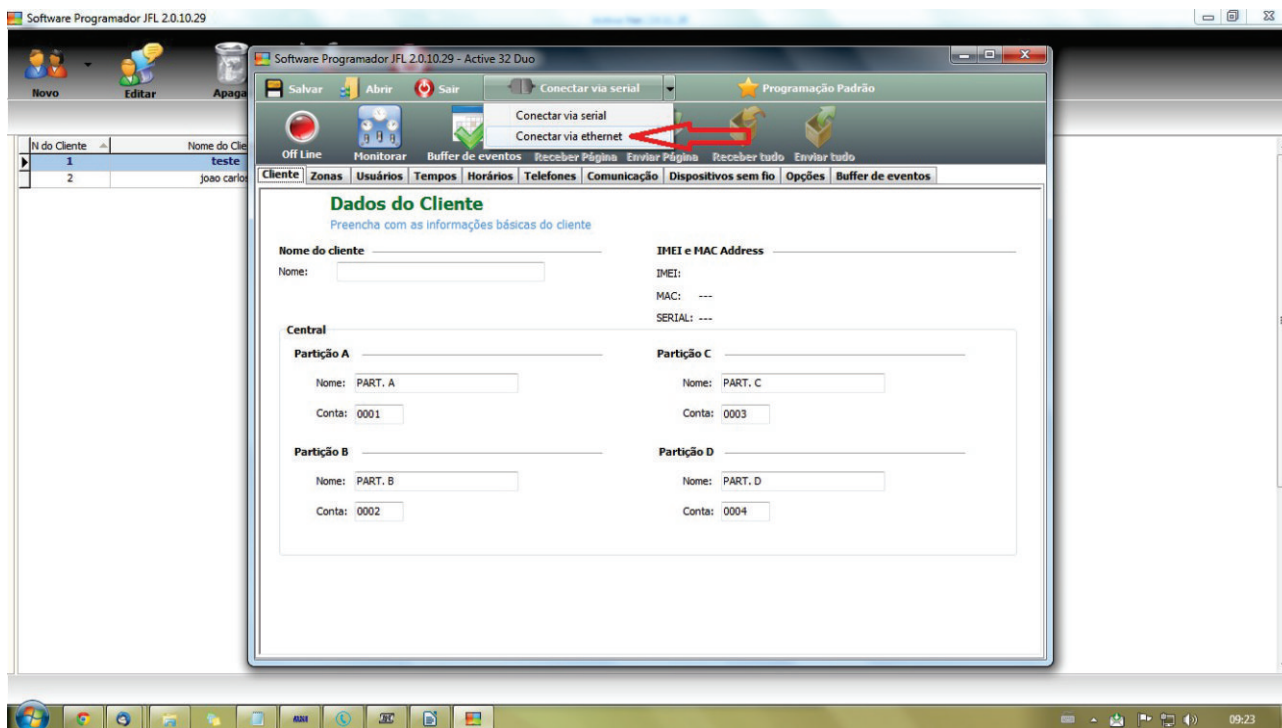 Software Programador JFL 2.0.10.29
Novo
Editar
Apaga
N do Cliente
Nome do Clie
1
teste
2
joao carlos
Software Programador JFL 2.0.10.29 - Active 32 Duo
Salvar
Abrir
Sair
Conectar via serial
Programação Padrão
Conectar via serial
Conectar via ethernet
Off Line
Monitorar
Buffer de eventos
Receber Página
Enviar Página
Receber tudo
Enviar tudo
Cliente Zonas Usuários Tempos Horários Telefones Comunicação Dispositivos sem fio Opções Buffer de eventos
Dados do Cliente
Preencha com as informações básicas do cliente
Nome do cliente
Nome:
IMEI e MAC Address
IMEI:
MAC: ---
SERIAL: ---
Central
Partição A
Nome: PART. A
Conta: 0001
Partição C
Nome: PART. C
Conta: 0003
Partição B
Nome: PART. B
Conta: 0002
Partição D
Nome: PART. D
Conta: 0004
09:23